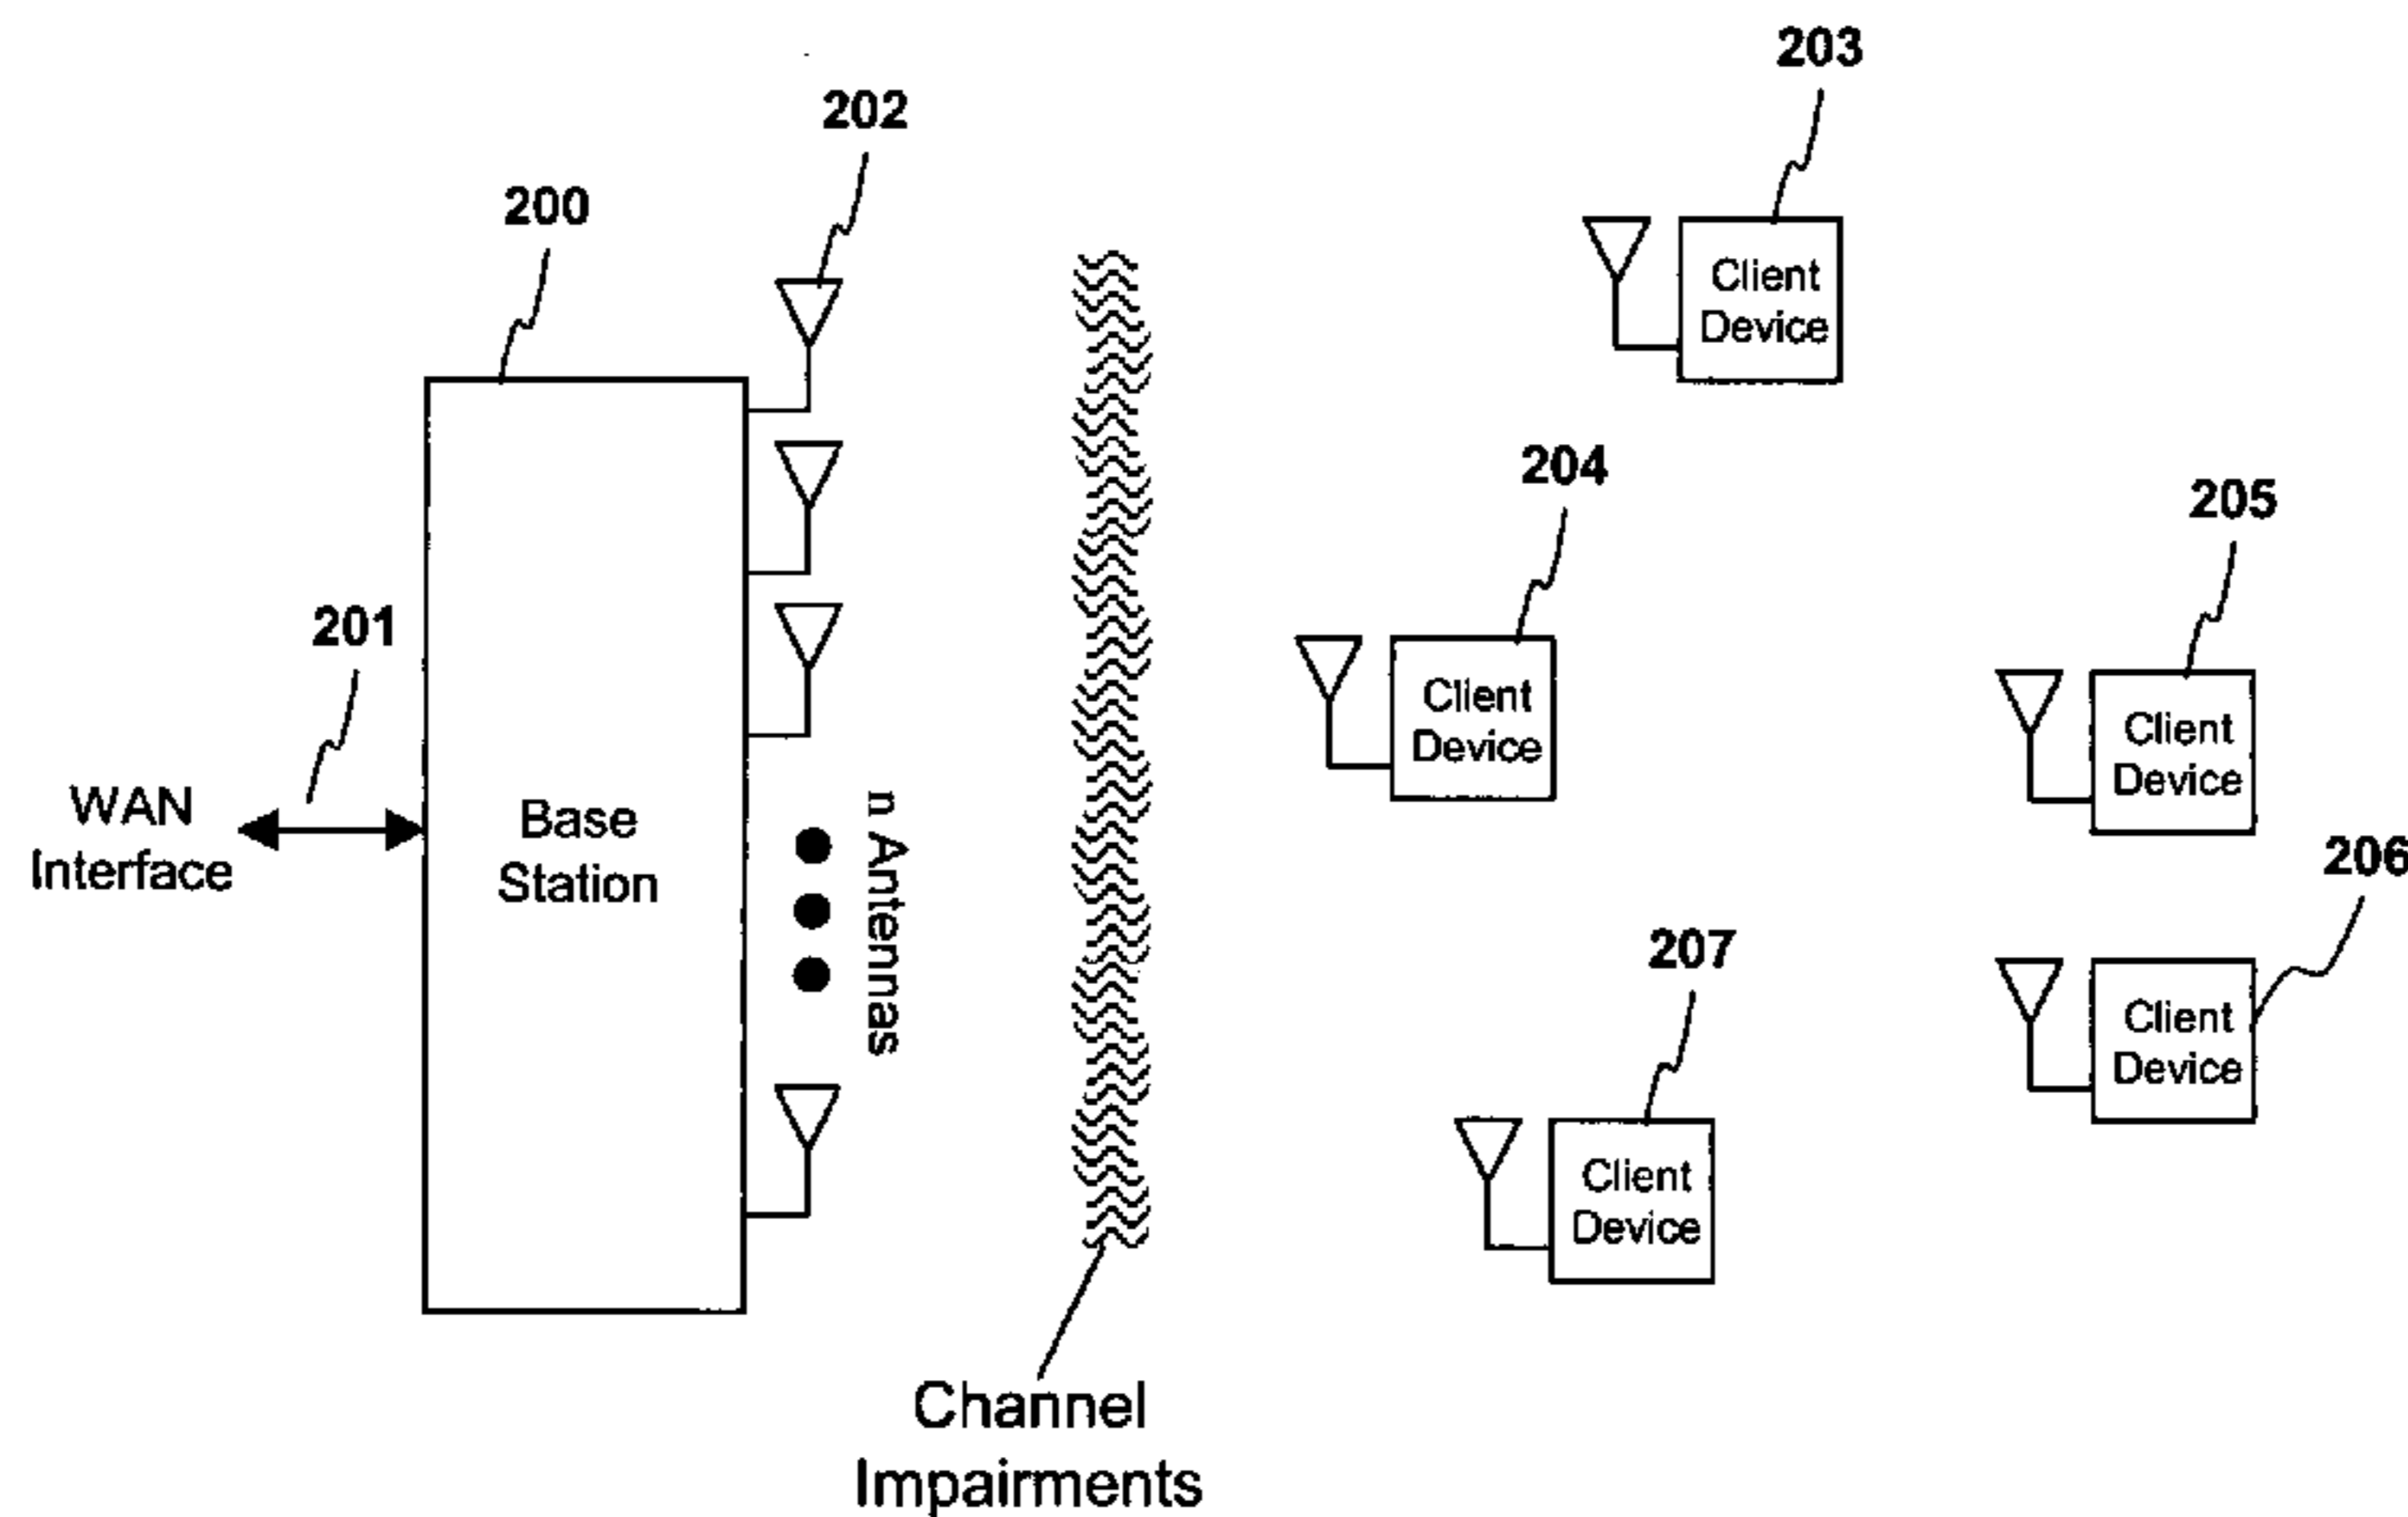 203
202
200
Client
Device
204
205
201
Client
Device
Client
Device
WAN
Interface
Base
Station
n Antennas
206
207
Client
Device
Client
Device
Channel
Impairments